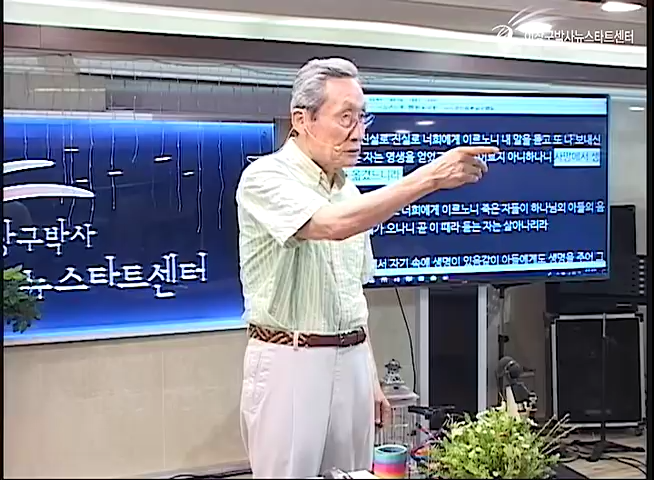 이상구박사뉴스타트센터
상구박사
뉴스타트센터
진실로 진실로 너희에게 이르노니 내 말을 듣고 또 나 보내신
자는 영생을 얻었고 이르지 아니하나니 사망에서 생
옮겼느니라
너희에게 이르노니 죽은 자들이 하나님의 아들의 음
가 오나니 곧 이 때라 듣는 자는 살아나리라
에서 자기 속에 생명이 있음같이 아들에게도 생명을 주어 그